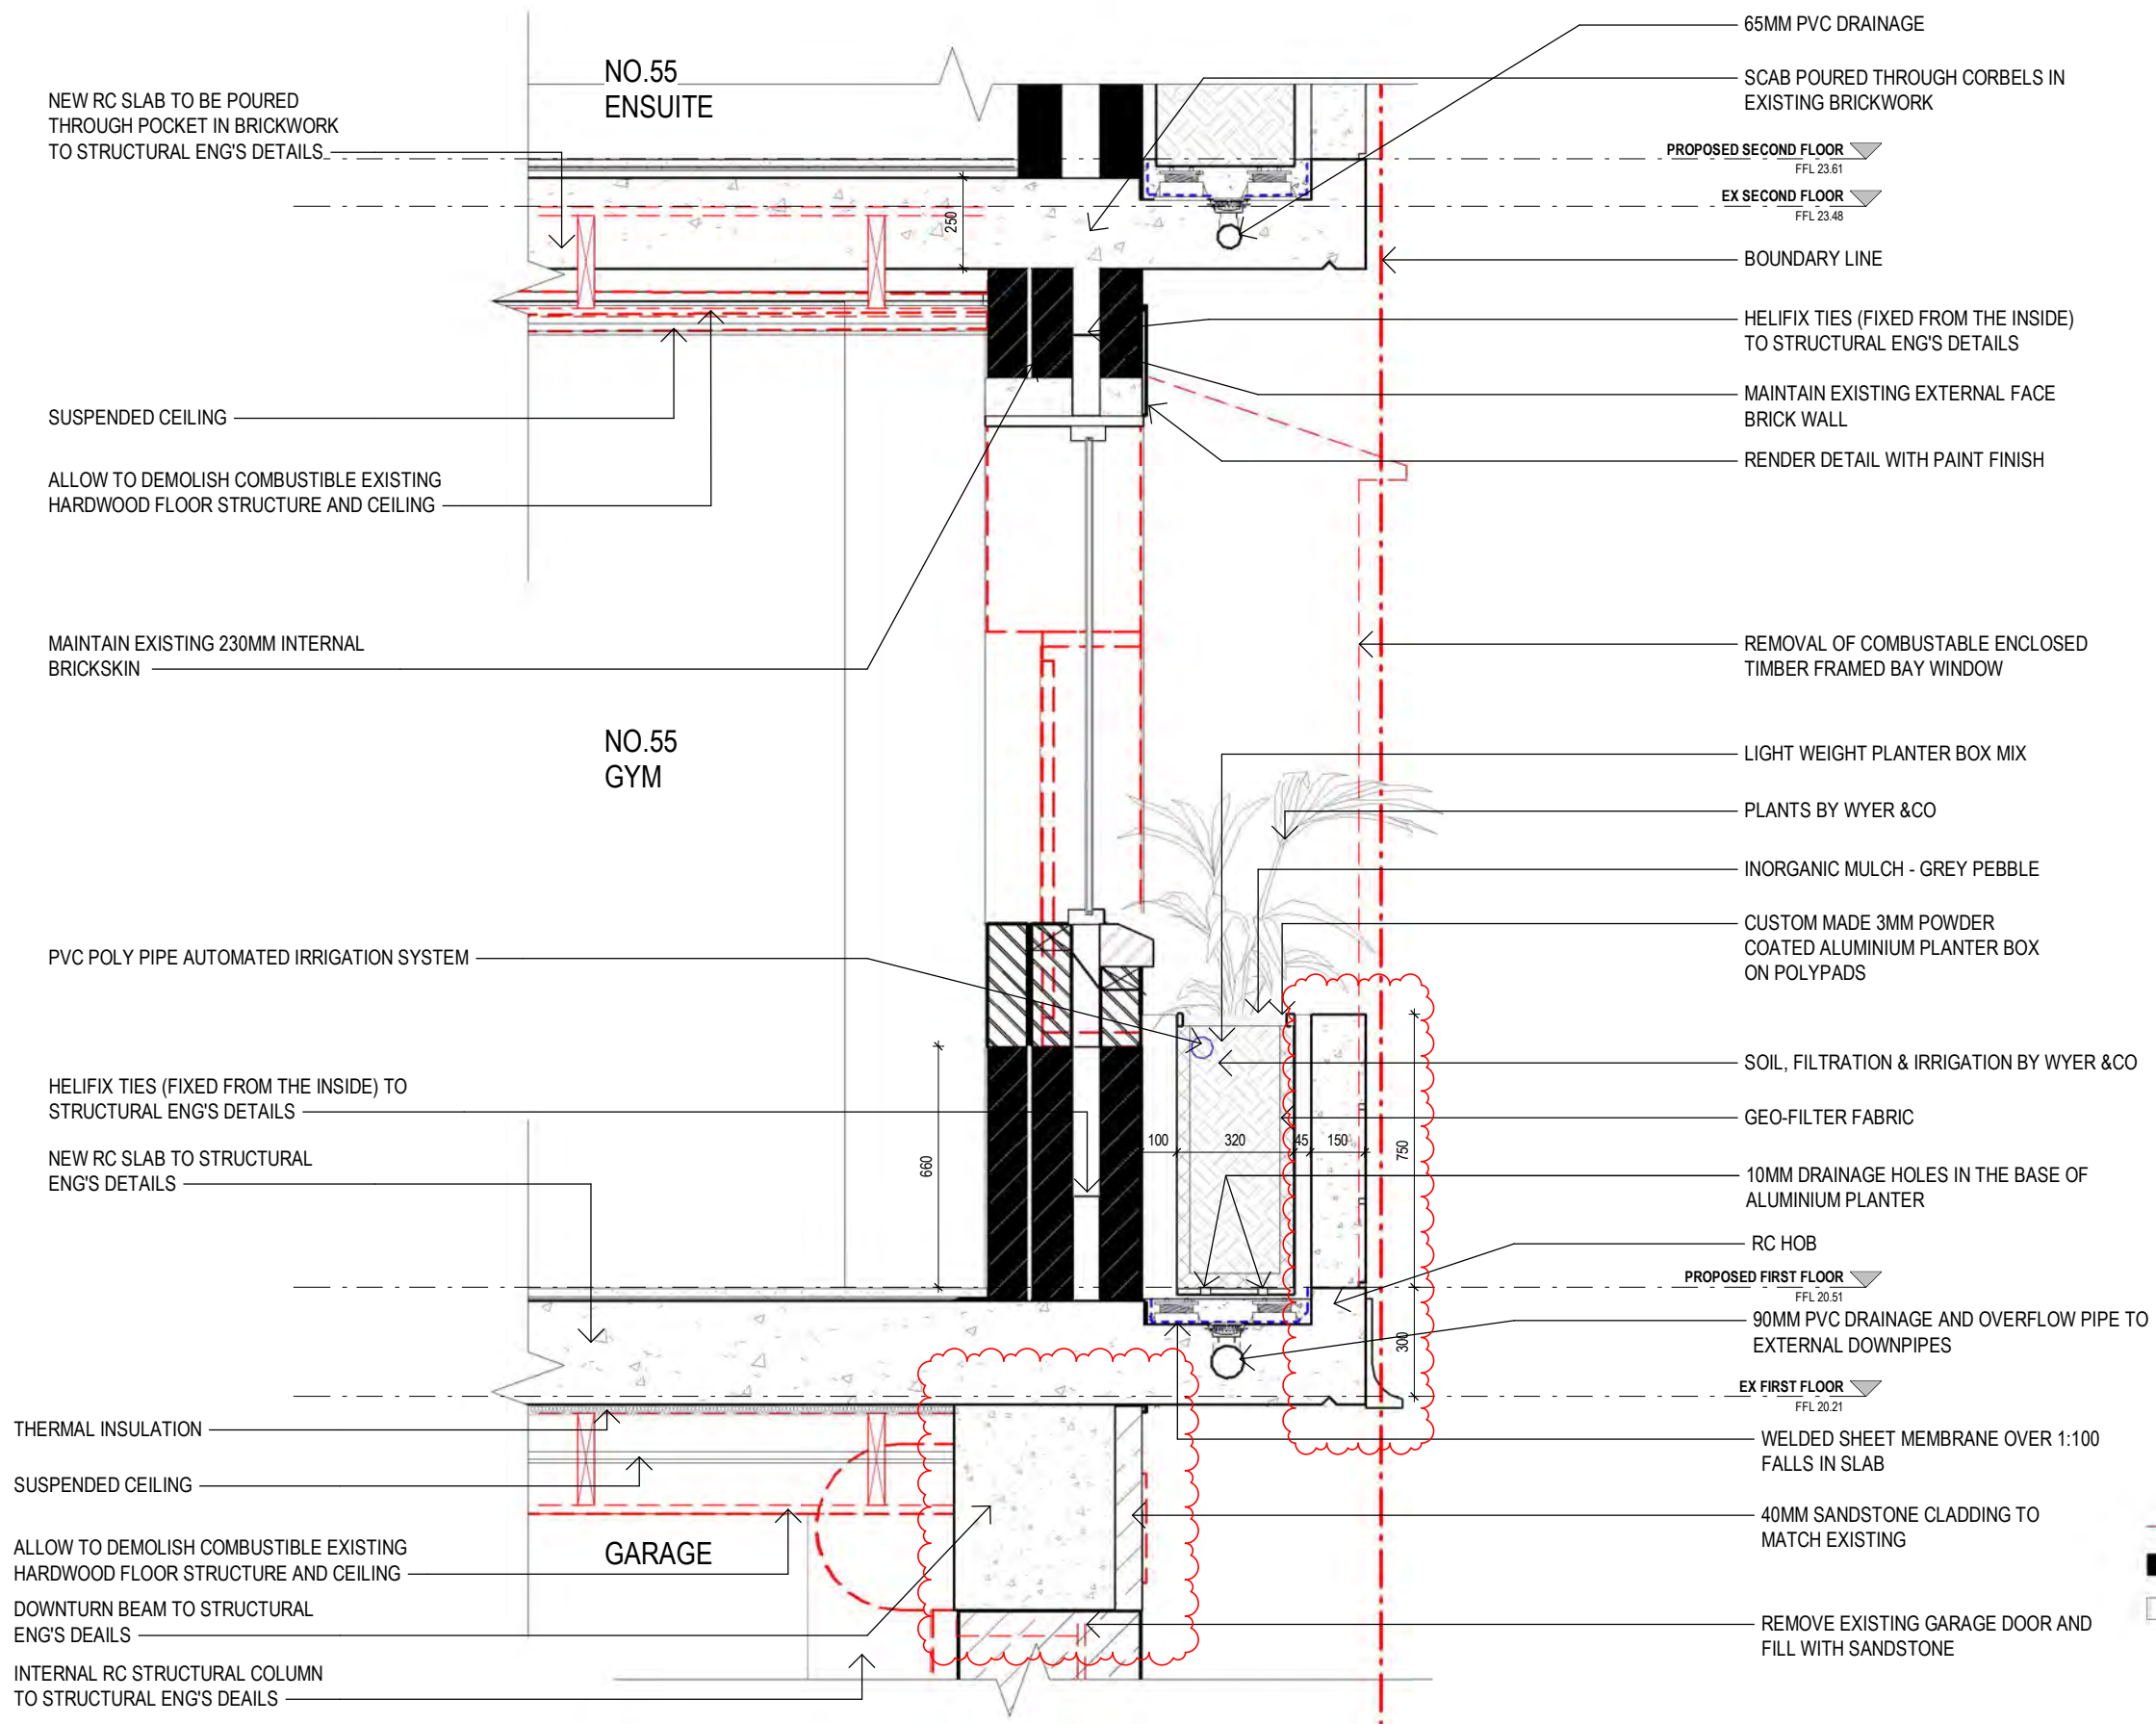 NO.55
ENSUITE
NEW RC SLAB TO BE POURED
THROUGH POCKET IN BRICKWORK
TO STRUCTURAL ENG'S DETAILS
SUSPENDED CEILING
ALLOW TO DEMOLISH COMBUSTIBLE EXISTING
HARDWOOD FLOOR STRUCTURE AND CEILING
MAINTAIN EXISTING 230MM INTERNAL
BRICKSKIN
NO.55
GYM
PVC POLY PIPE AUTOMATED IRRIGATION SYSTEM
HELIFIX TIES (FIXED FROM THE INSIDE) TO
STRUCTURAL ENG'S DETAILS
NEW RC SLAB TO STRUCTURAL
ENG'S DETAILS
THERMAL INSULATION
SUSPENDED CEILING
ALLOW TO DEMOLISH COMBUSTIBLE EXISTING
HARDWOOD FLOOR STRUCTURE AND CEILING
GARAGE
DOWNTURN BEAM TO STRUCTURAL
ENG'S DEAILS
INTERNAL RC STRUCTURAL COLUMN
TO STRUCTURAL ENG'S DEAILS
250
660
100 320 45 150
750
300
65MM PVC DRAINAGE
SCAB POURED THROUGH CORBELS IN
EXISTING BRICKWORK
PROPOSED SECOND FLOOR
FFL 23.61
EX SECOND FLOOR
FFL 23.48
BOUNDARY LINE
HELIFIX TIES (FIXED FROM THE INSIDE)
TO STRUCTURAL ENG'S DETAILS
MAINTAIN EXISTING EXTERNAL FACE
BRICK WALL
RENDER DETAIL WITH PAINT FINISH
REMOVAL OF COMBUSTABLE ENCLOSED
TIMBER FRAMED BAY WINDOW
LIGHT WEIGHT PLANTER BOX MIX
PLANTS BY WYER &CO
INORGANIC MULCH - GREY PEBBLE
CUSTOM MADE 3MM POWDER
COATED ALUMINIUM PLANTER BOX
ON POLYPADS
SOIL, FILTRATION & IRRIGATION BY WYER &CO
GEO-FILTER FABRIC
10MM DRAINAGE HOLES IN THE BASE OF
ALUMINIUM PLANTER
RC HOB
PROPOSED FIRST FLOOR
FFL 20.51
90MM PVC DRAINAGE AND OVERFLOW PIPE TO
EXTERNAL DOWNPIPES
EX FIRST FLOOR
FFL 20.21
WELDED SHEET MEMBRANE OVER 1:100
FALLS IN SLAB
40MM SANDSTONE CLADDING TO
MATCH EXISTING
REMOVE EXISTING GARAGE DOOR AND
FILL WITH SANDSTONE